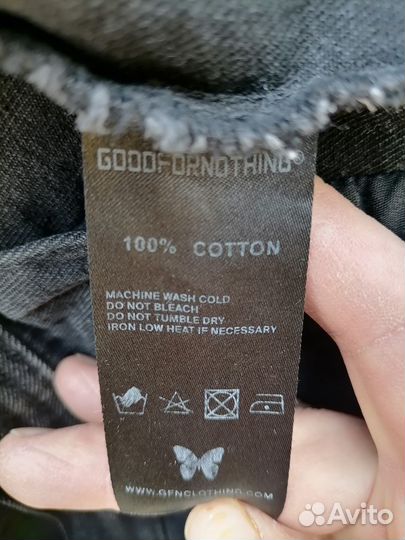 GOODFORNOTHING®
100% COTTON
MACHINE WASH COLD
DO NOT BLEACH
DO NOT TUMBLE DRY
IRON LOW HEAT IF NECESSARY
WWW.GFNCLOTHING.COM
Avito